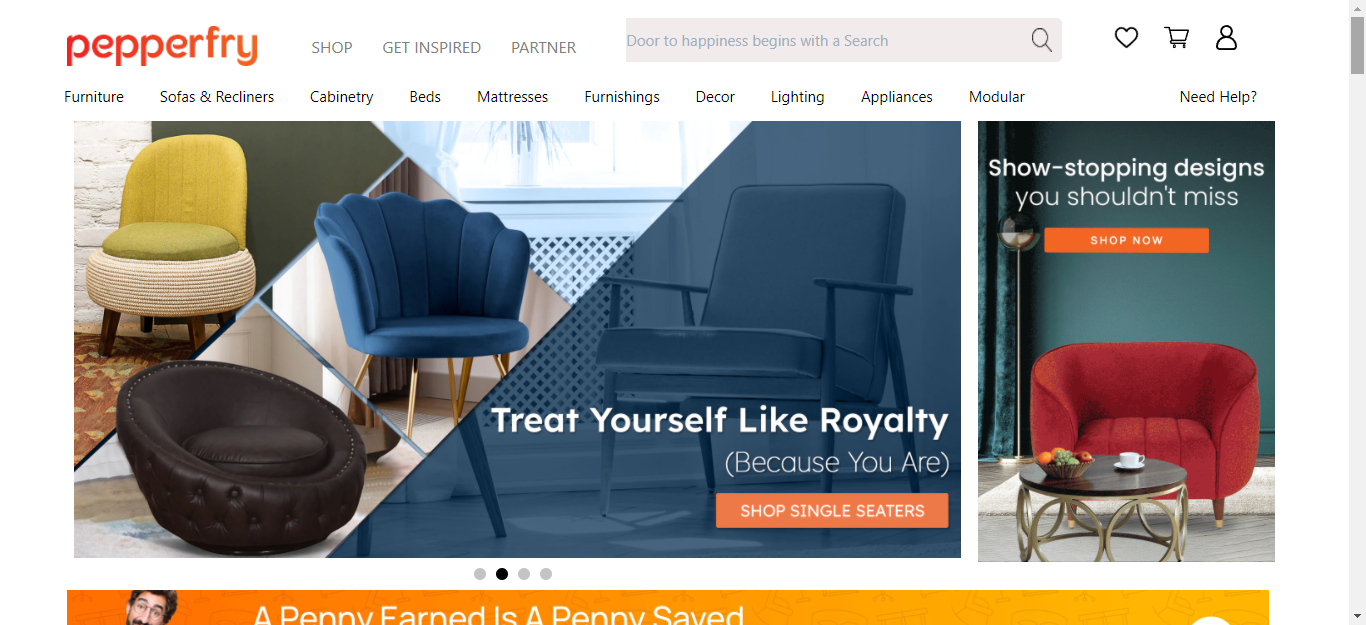 pepperfry
SHOP GET INSPIRED PARTNER
Door to happiness begins with a Search
Furniture Sofas & Recliners Cabinetry Beds Mattresses Furnishings Decor Lighting Appliances Modular Need Help?
Treat Yourself Like Royalty
(Because You Are)
SHOP SINGLE SEATERS
Show-stopping designs
you shouldn't miss
SHOP NOW
A Penny Earned Is A Penny Saved